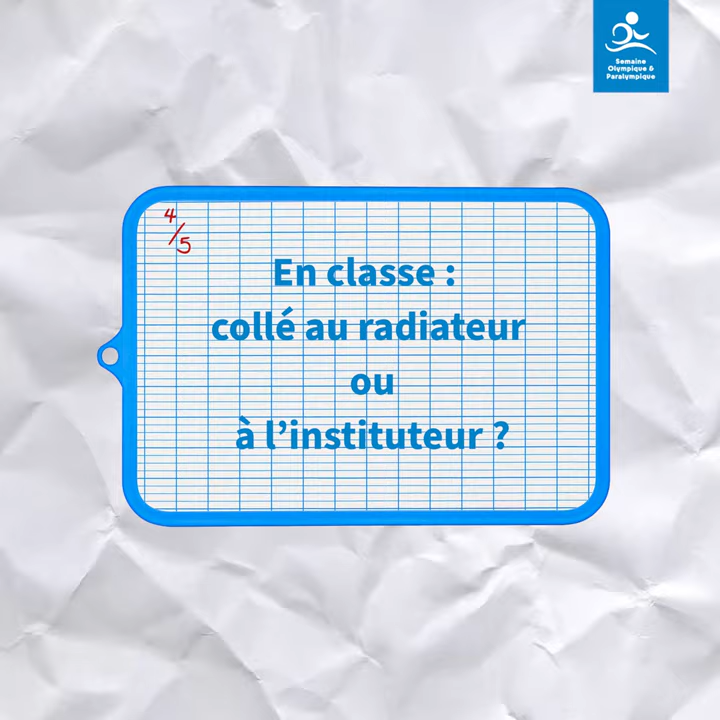 Semaine
Olympique &
Paralympique
4/5
En classe :
collé au radiateur
ou
à l’instituteur ?